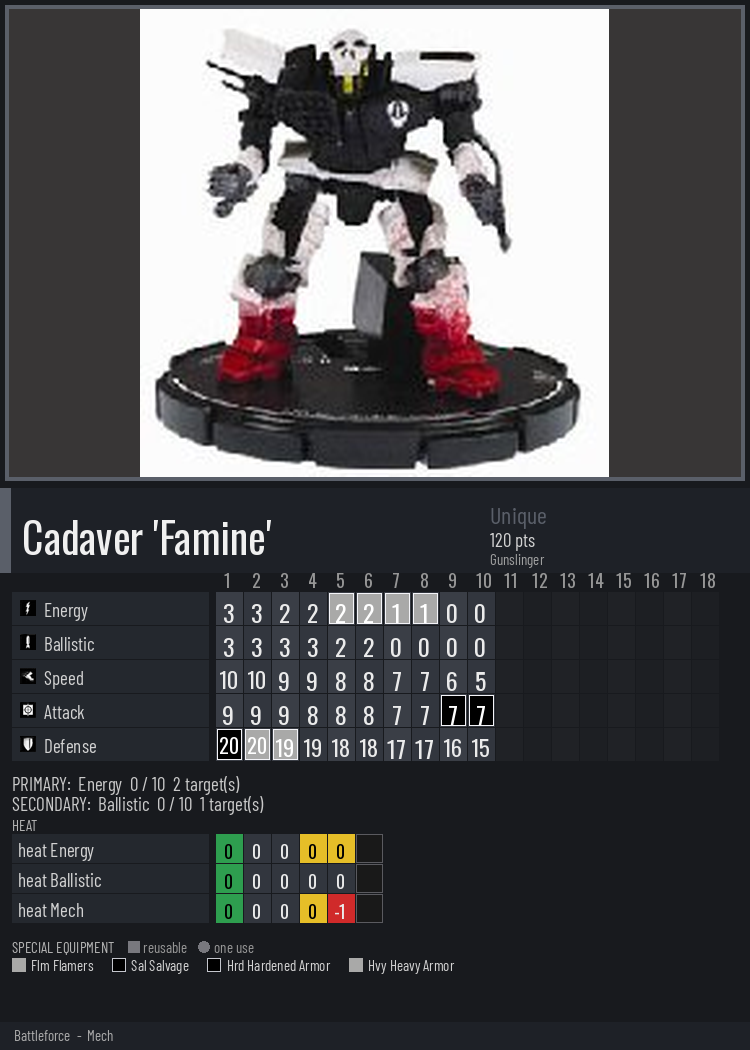 Cadaver 'Famine'
Unique
120 pts
Gunslinger
1 2 3 4 5 6 7 8 9 10 11 12 13 14 15 16 17 18
Energy 3 3 2 2 2 2 1 1 0 0
Ballistic 3 3 3 3 2 2 0 0 0 0
Speed 10 10 9 9 8 8 7 7 6 5
Attack 9 9 9 8 8 8 7 7 7 7
Defense 20 20 19 19 18 18 17 17 16 15
PRIMARY: Energy 0 / 10 2 target(s)
SECONDARY: Ballistic 0 / 10 1 target(s)
HEAT
heat Energy 0 0 0 0 0
heat Ballistic 0 0 0 0 0
heat Mech 0 0 0 0 -1
SPECIAL EQUIPMENT reusable one use
Flm Flamers Sal Salvage Hrd Hardened Armor Hvy Heavy Armor
Battleforce - Mech